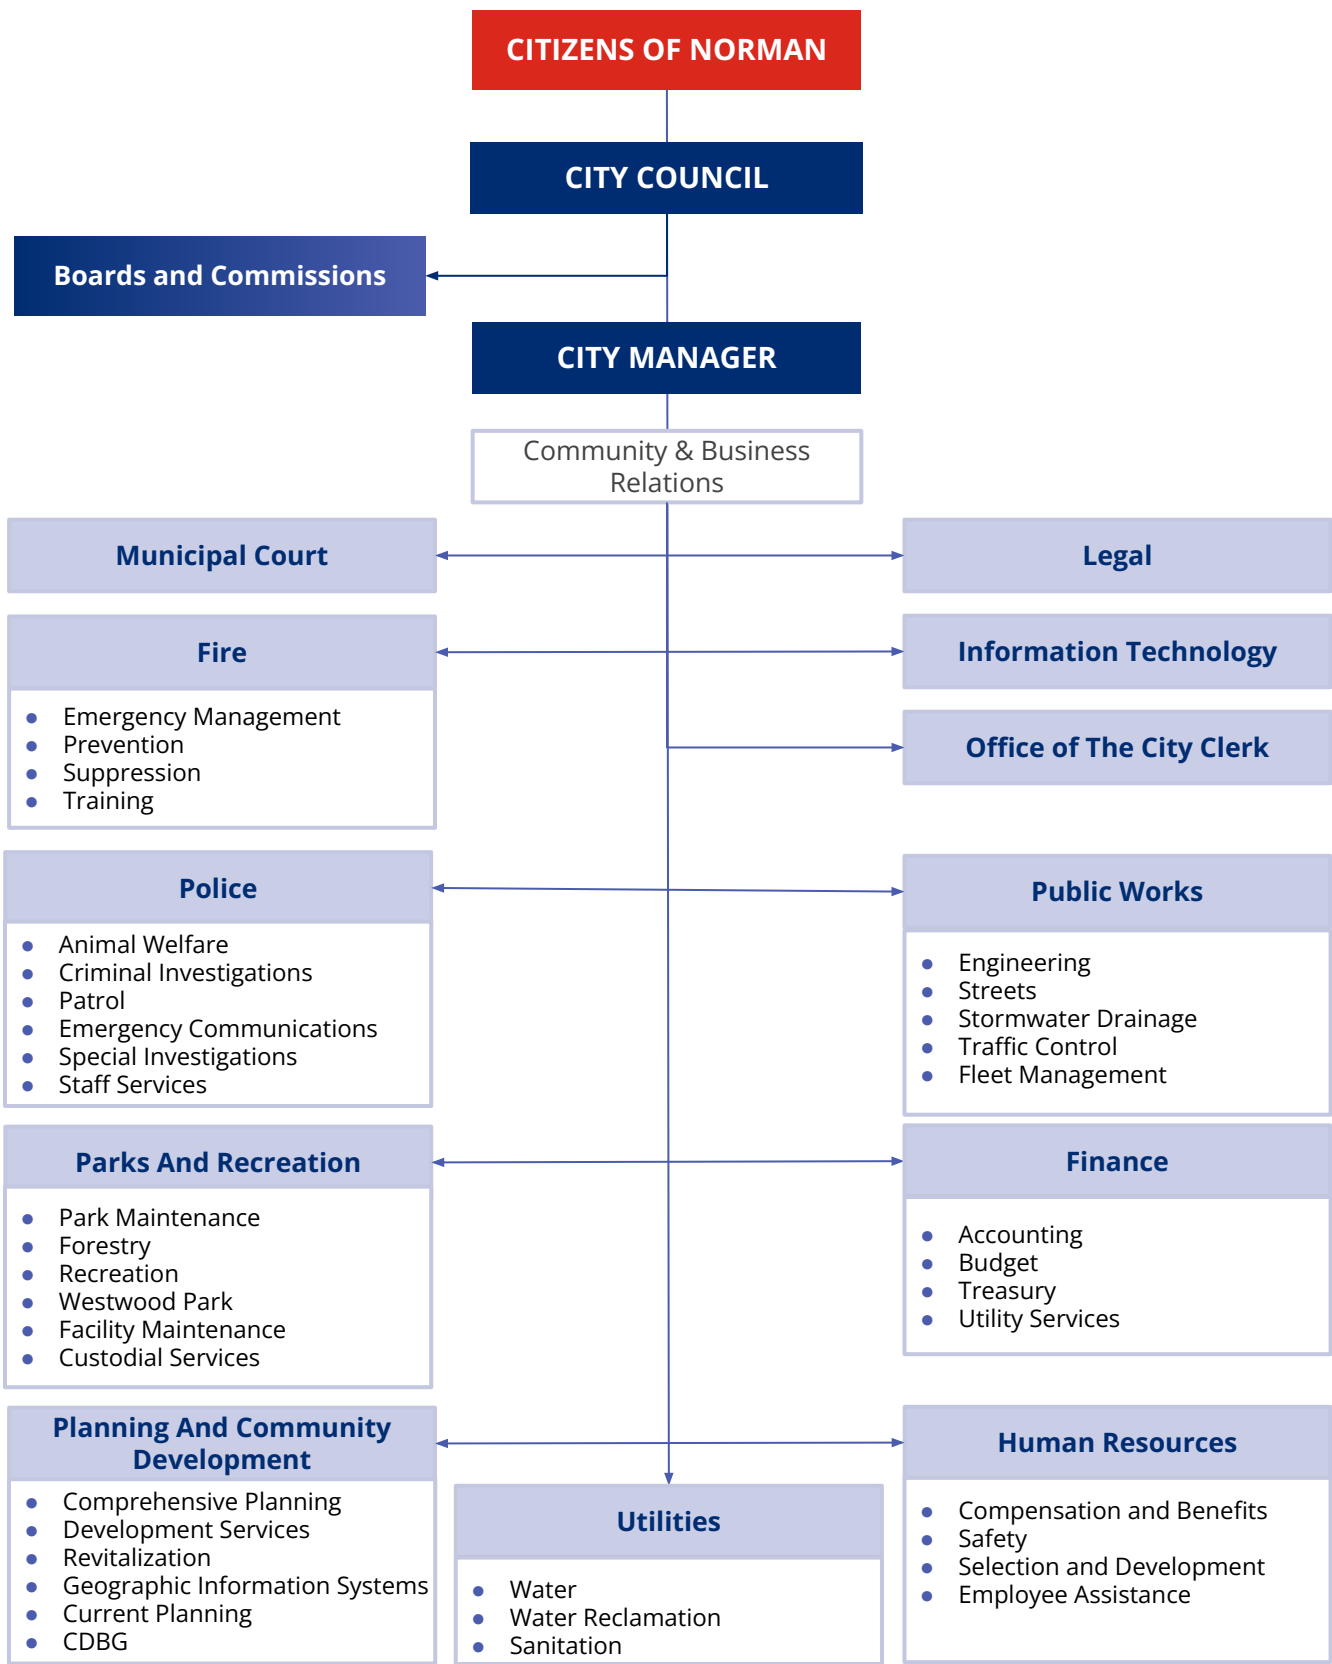 CITIZENS OF NORMAN
CITY COUNCIL
Boards and Commissions
CITY MANAGER
Community & Business
Relations
Municipal Court
Legal
Fire
● Emergency Management
● Prevention
● Suppression
● Training
Information Technology
Office of The City Clerk
Police
● Animal Welfare
● Criminal Investigations
● Patrol
● Emergency Communications
● Special Investigations
● Staff Services
Public Works
● Engineering
● Streets
● Stormwater Drainage
● Traffic Control
● Fleet Management
Parks And Recreation
● Park Maintenance
● Forestry
● Recreation
● Westwood Park
● Facility Maintenance
● Custodial Services
Finance
● Accounting
● Budget
● Treasury
● Utility Services
Planning And Community
Development
● Comprehensive Planning
● Development Services
● Revitalization
● Geographic Information Systems
● Current Planning
● CDBG
Utilities
● Water
● Water Reclamation
● Sanitation
Human Resources
● Compensation and Benefits
● Safety
● Selection and Development
● Employee Assistance